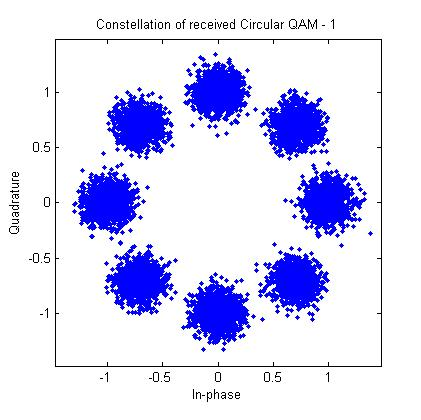 Constellation of received Circular QAM - 1
1
0.5
0
-0.5
-1
Quadrature
-1 -0.5 0 0.5 1
In-phase